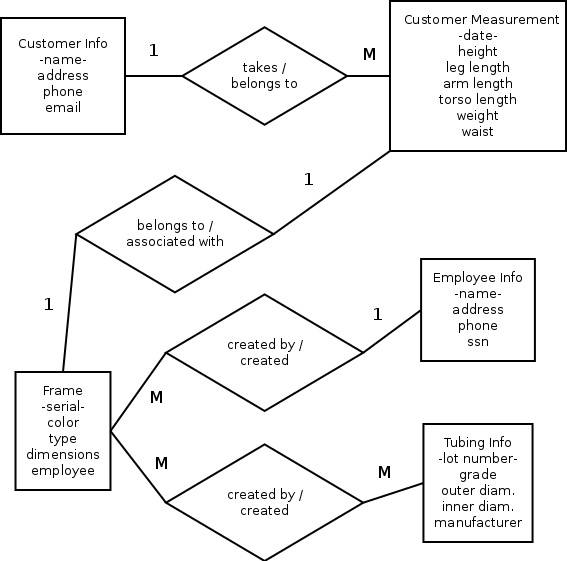 Customer Info
-name-
address
phone
email
1
takes /
belongs to
M
Customer Measurement
-date-
height
leg length
arm length
torso length
weight
waist
1
belongs to /
associated with
1
Employee Info
-name-
address
phone
ssn
1
created by /
created
M
Frame
-serial-
color
type
dimensions
employee
M
created by /
created
M
Tubing Info
-lot number-
grade
outer diam.
inner diam.
manufacturer